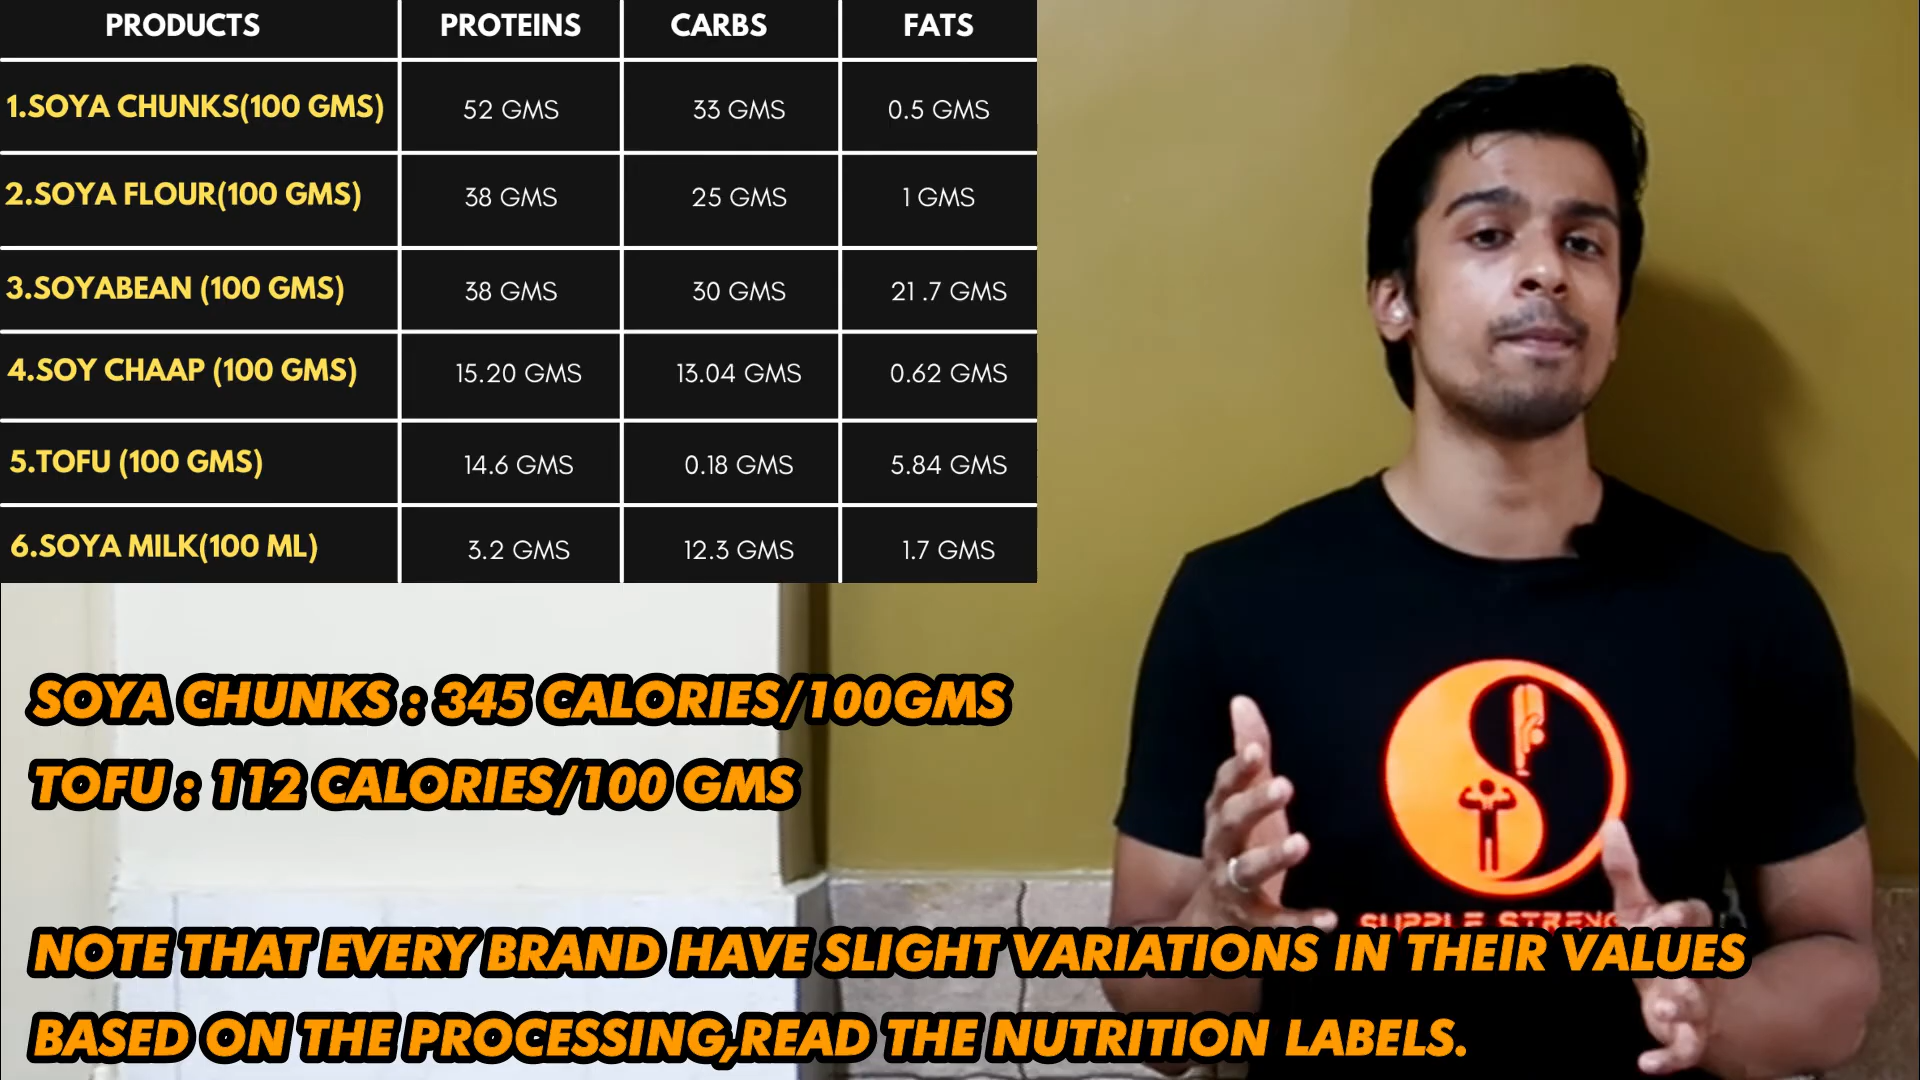 PRODUCTS PROTEINS CARBS FATS
1.SOYA CHUNKS(100 GMS) 52 GMS 33 GMS 0.5 GMS
2.SOYA FLOUR(100 GMS) 38 GMS 25 GMS 1 GMS
3.SOYABEAN (100 GMS) 38 GMS 30 GMS 21.7 GMS
4.SOY CHAAP (100 GMS) 15.20 GMS 13.04 GMS 0.62 GMS
5.TOFU (100 GMS) 14.6 GMS 0.18 GMS 5.84 GMS
6.SOYA MILK(100 ML) 3.2 GMS 12.3 GMS 1.7 GMS
SOYA CHUNKS : 345 CALORIES/100GMS
TOFU : 112 CALORIES/100 GMS
SUPPLE
NOTE THAT EVERY BRAND HAVE SLIGHT VARIATIONS IN THEIR VALUES
BASED ON THE PROCESSING,READ THE NUTRITION LABELS.